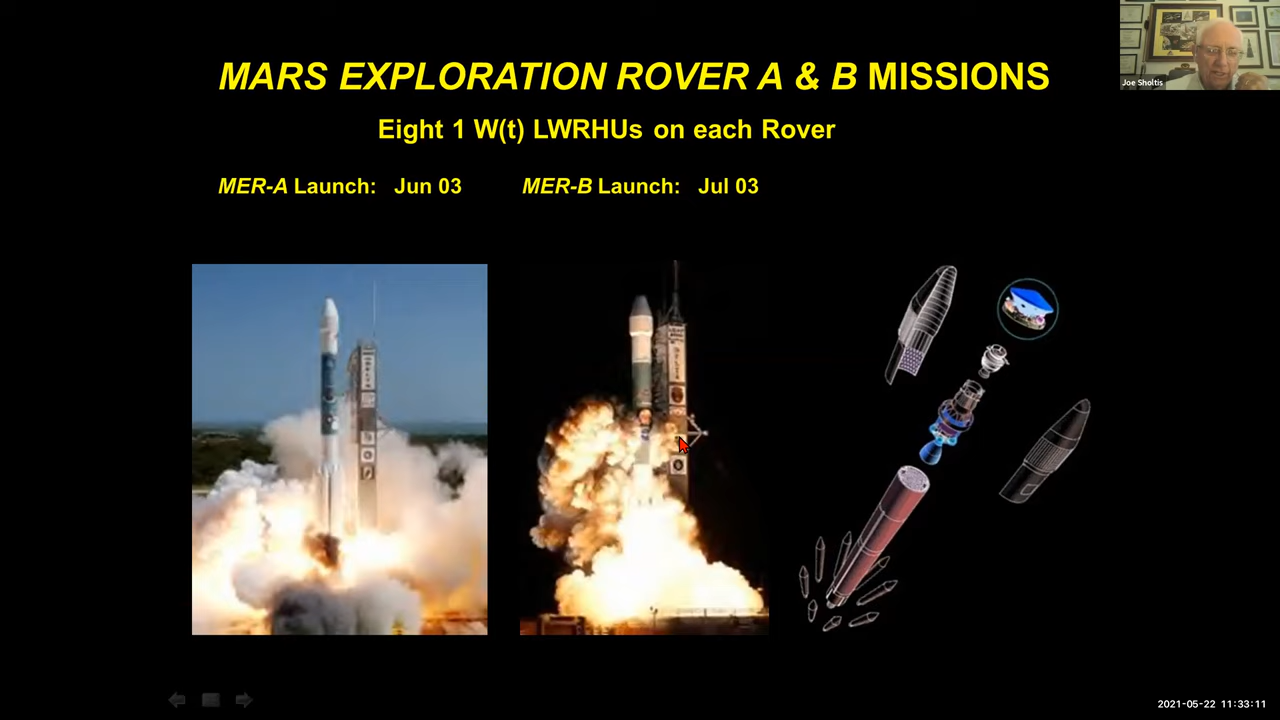 MARS EXPLORATION ROVER A & B MISSIONS
Eight 1 W(t) LWRHUs on each Rover
MER-A Launch: Jun 03 MER-B Launch: Jul 03
Joe Sholtis
DELTA
2021-05-22 11:33:11